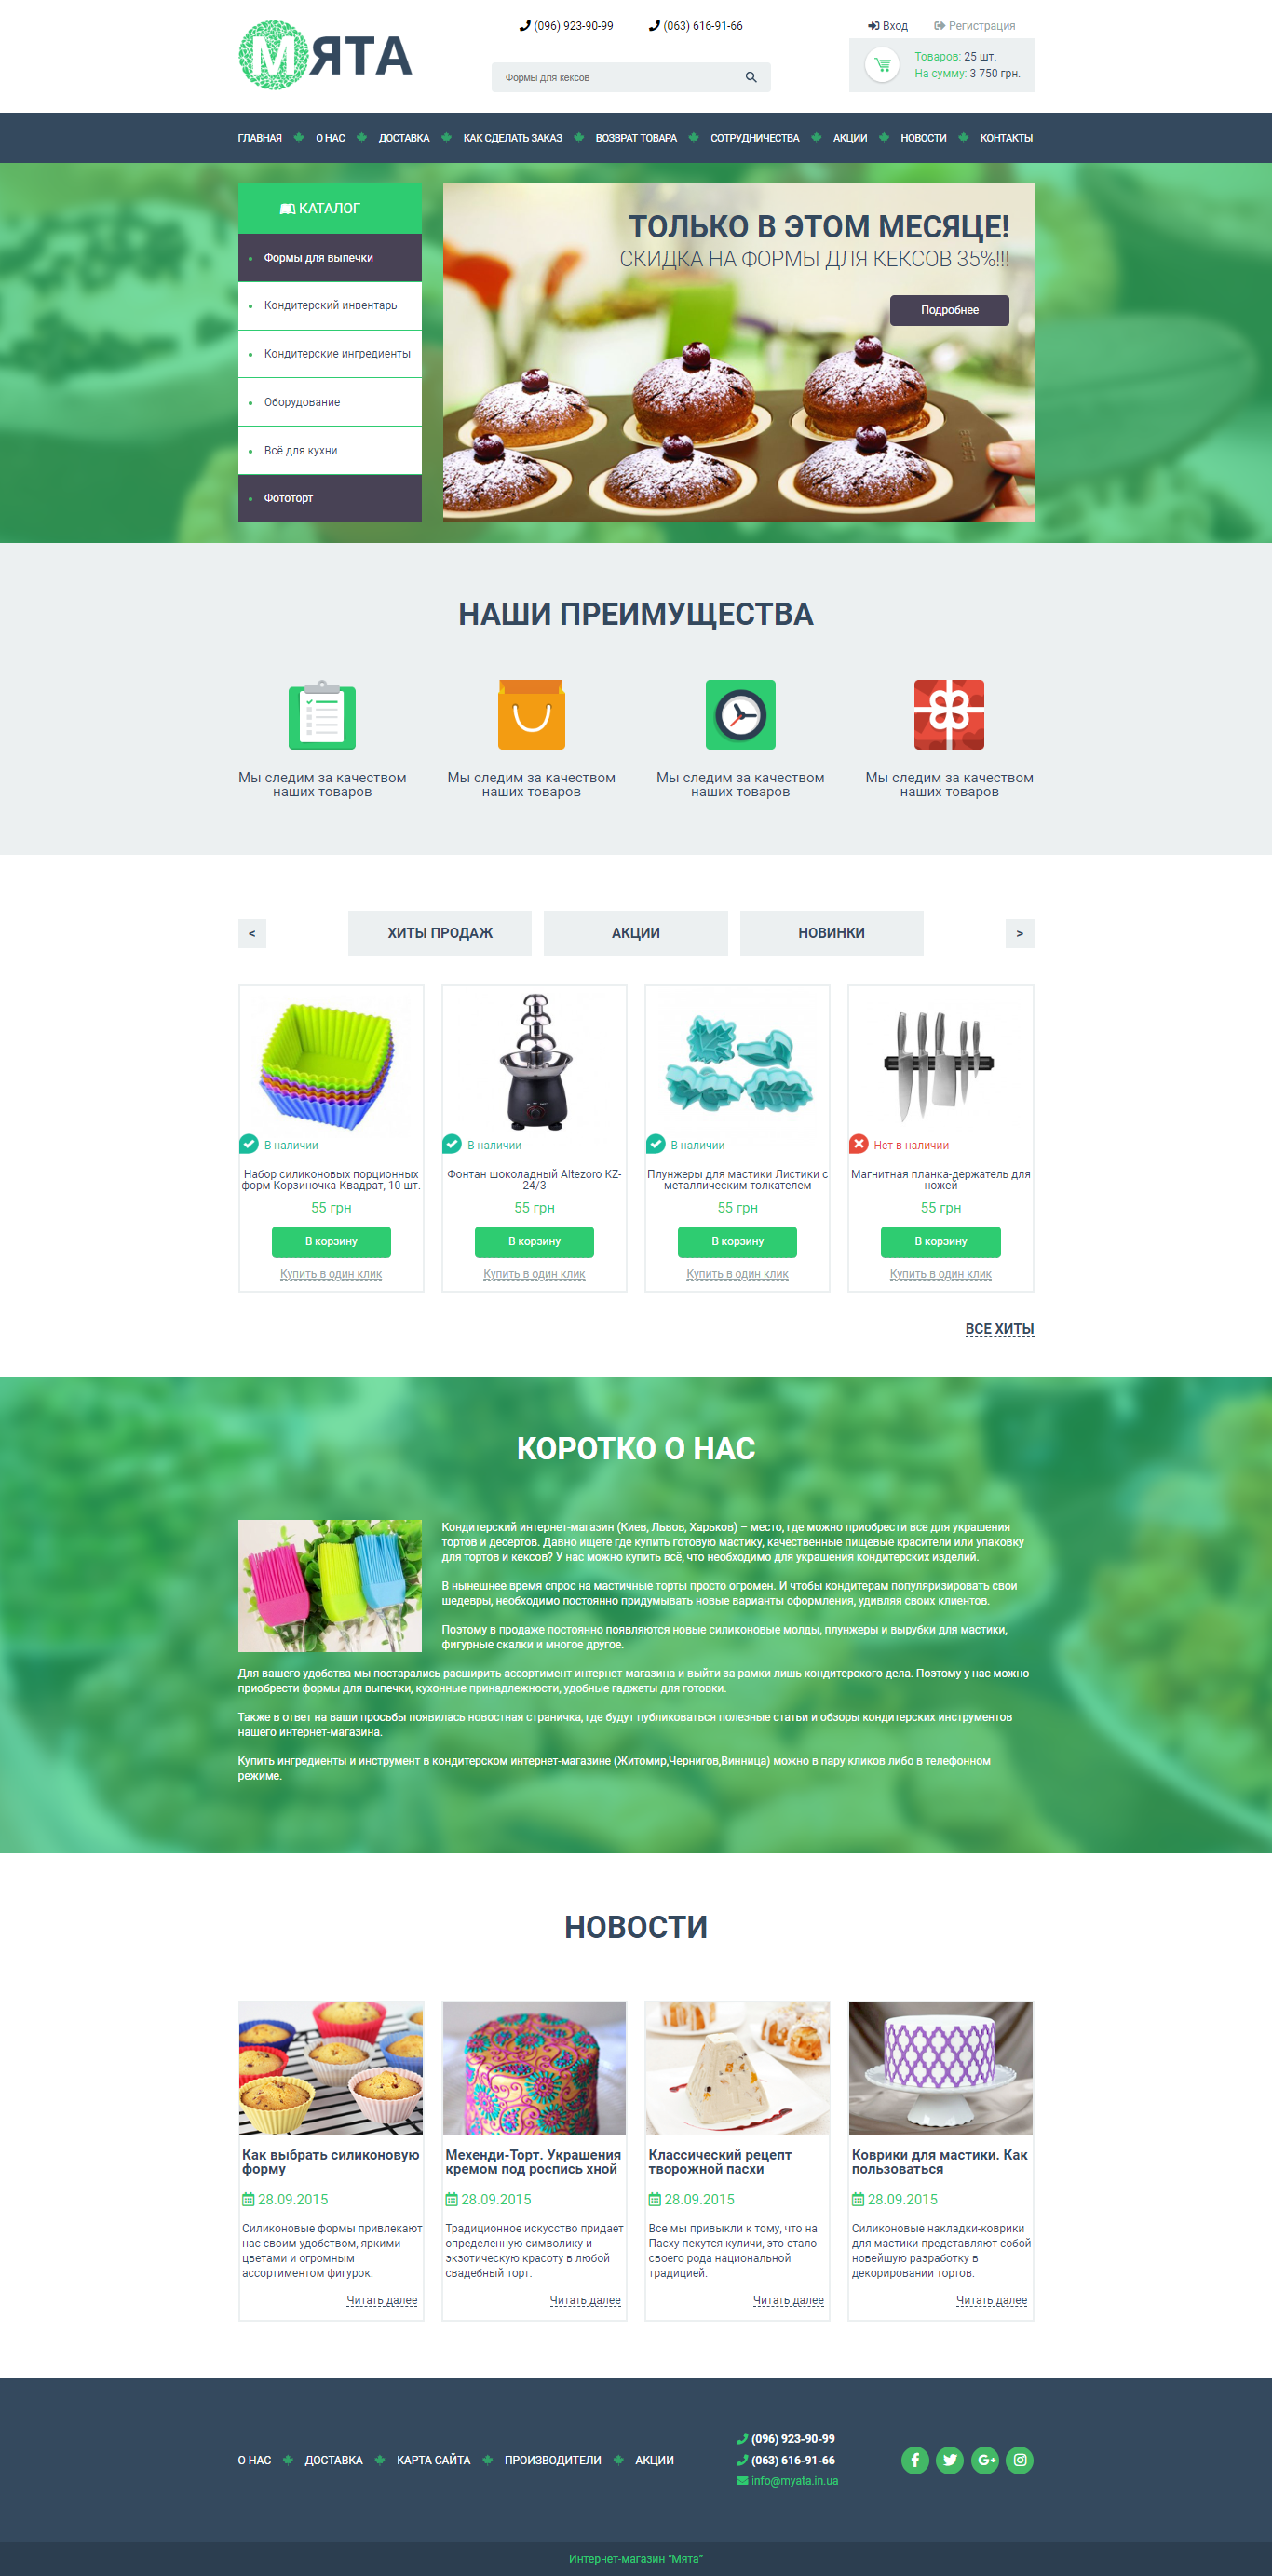 МЯТА
(096) 923-90-99 (063) 616-91-66
Вход Регистрация
Формы для кексов
Товаров: 25 шт.
На сумму: 3 750 грн.
ГЛАВНАЯ О НАС ДОСТАВКА КАК СДЕЛАТЬ ЗАКАЗ ВОЗВРАТ ТОВАРА СОТРУДНИЧЕСТВА АКЦИИ НОВОСТИ КОНТАКТЫ
КАТАЛОГ
Формы для выпечки
Кондитерский инвентарь
Кондитерские ингредиенты
Оборудование
Всё для кухни
Фототорт
ТОЛЬКО В ЭТОМ МЕСЯЦЕ!
СКИДКА НА ФОРМЫ ДЛЯ КЕКСОВ 35%!!!
Подробнее
НАШИ ПРЕИМУЩЕСТВА
Мы следим за качеством
наших товаров
Мы следим за качеством
наших товаров
Мы следим за качеством
наших товаров
Мы следим за качеством
наших товаров
< ХИТЫ ПРОДАЖ АКЦИИ НОВИНКИ >
В наличии
Набор силиконовых порционных
форм Корзиночка-Квадрат, 10 шт.
55 грн
В корзину
Купить в один клик
В наличии
Фонтан шоколадный Altezoro KZ-
24/3
55 грн
В корзину
Купить в один клик
В наличии
Плунжеры для мастики Листики с
металлическим толкателем
55 грн
В корзину
Купить в один клик
Нет в наличии
Магнитная планка-держатель для
ножей
55 грн
В корзину
Купить в один клик
ВСЕ ХИТЫ
КОРОТКО О НАС
Кондитерский интернет-магазин (Киев, Львов, Харьков) – место, где можно приобрести все для украшения
тортов и десертов. Давно ищете где купить готовую мастику, качественные пищевые красители или упаковку
для тортов и кексов? У нас можно купить всё, что необходимо для украшения кондитерских изделий.
В нынешнее время спрос на мастичные торты просто огромен. И чтобы кондитерам популяризировать свои
шедевры, необходимо постоянно придумывать новые варианты оформления, удивляя своих клиентов.
Поэтому в продаже постоянно появляются новые силиконовые молды, плунжеры и вырубки для мастики,
фигурные скалки и многое другое.
Для вашего удобства мы постарались расширить ассортимент интернет-магазина и выйти за рамки лишь кондитерского дела. Поэтому у нас можно
приобрести формы для выпечки, кухонные принадлежности, удобные гаджеты для готовки.
Также в ответ на ваши просьбы появилась новостная страничка, где будут публиковаться полезные статьи и обзоры кондитерских инструментов
нашего интернет-магазина.
Купить ингредиенты и инструмент в кондитерском интернет-магазине (Житомир,Чернигов,Винница) можно в пару кликов либо в телефонном
режиме.
НОВОСТИ
Как выбрать силиконовую
форму
28.09.2015
Силиконовые формы привлекают
нас своим удобством, яркими
цветами и огромным
ассортиментом фигурок.
Читать далее
Мехенди-Торт. Украшения
кремом под роспись хной
28.09.2015
Традиционное искусство придает
определенную символику и
экзотическую красоту в любой
свадебный торт.
Читать далее
Классический рецепт
творожной пасхи
28.09.2015
Все мы привыкли к тому, что на
Пасху пекутся куличи, это стало
своего рода национальной
традицией.
Читать далее
Коврики для мастики. Как
пользоваться
28.09.2015
Силиконовые накладки-коврики
для мастики представляют собой
новейшую разработку в
декорировании тортов.
Читать далее
О НАС ДОСТАВКА КАРТА САЙТА ПРОИЗВОДИТЕЛИ АКЦИИ
(096) 923-90-99
(063) 616-91-66
info@myata.in.ua
Интернет-магазин “Мята”